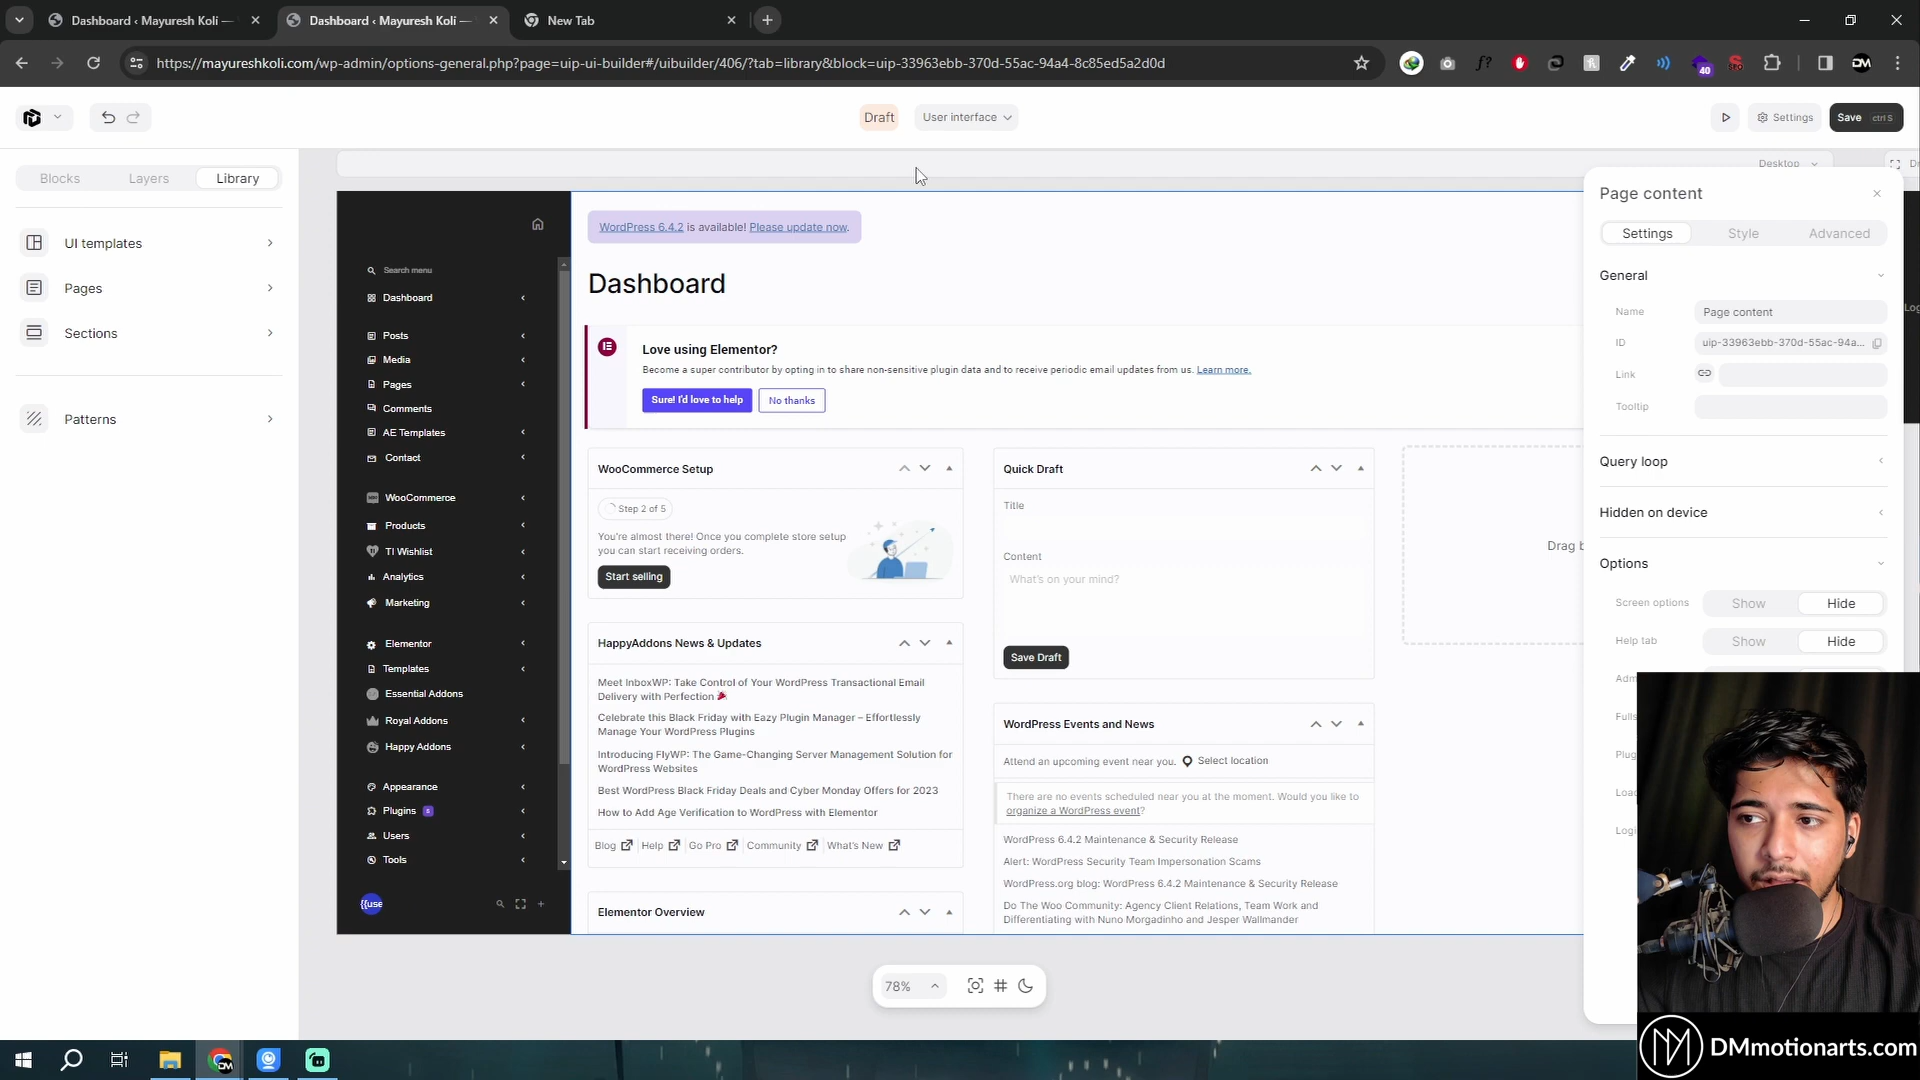 Dashboard ‹ Mayuresh Koli —
Dashboard ‹ Mayuresh Koli —
New Tab
https://mayureshkoli.com/wp-admin/options-general.php?page=uip-ui-builder#/uibuilder/406/?tab=library&block=uip-33963ebb-370d-55ac-94a4-8c85ed5a2d0d
40
DM
Draft
User interface
Settings
Save ctrl S
Blocks
Layers
Library
UI templates
Pages
Sections
Patterns
Desktop
Search menu
Dashboard
Posts
Media
Pages
Comments
AE Templates
Contact
WooCommerce
Products
TI Wishlist
Analytics
Marketing
Elementor
Templates
Essential Addons
Royal Addons
Happy Addons
Appearance
Plugins
Users
Tools
{{use
WordPress 6.4.2 is available! Please update now.
Dashboard
Love using Elementor?
Become a super contributor by opting in to share non-sensitive plugin data and to receive periodic email updates from us. Learn more.
Sure! I'd love to help
No thanks
WooCommerce Setup
Step 2 of 5
You're almost there! Once you complete store setup
you can start receiving orders.
Start selling
HappyAddons News & Updates
Meet InboxWP: Take Control of Your WordPress Transactional Email
Delivery with Perfection
Celebrate this Black Friday with Eazy Plugin Manager – Effortlessly
Manage Your WordPress Plugins
Introducing FlyWP: The Game-Changing Server Management Solution for
WordPress Websites
Best WordPress Black Friday Deals and Cyber Monday Offers for 2023
How to Add Age Verification to WordPress with Elementor
Blog
Help
Go Pro
Community
What's New
Elementor Overview
Quick Draft
Title
Content
What's on your mind?
Save Draft
WordPress Events and News
Attend an upcoming event near you. Select location
There are no events scheduled near you at the moment. Would you like to
organize a WordPress event?
WordPress 6.4.2 Maintenance & Security Release
Alert: WordPress Security Team Impersonation Scams
WordPress.org blog: WordPress 6.4.2 Maintenance & Security Release
Do The Woo Community: Agency Client Relations, Team Work and
Differentiating with Nuno Morgadinho and Jesper Wallmander
Drag b
78%
Page content
Settings
Style
Advanced
General
Name
Page content
ID
uip-33963ebb-370d-55ac-94a...
Link
Tooltip
Query loop
Hidden on device
Options
Screen options
Show
Hide
Help tab
Show
Hide
Adm
Fulls
Plug
Loa
Logi
DMmotionarts.com